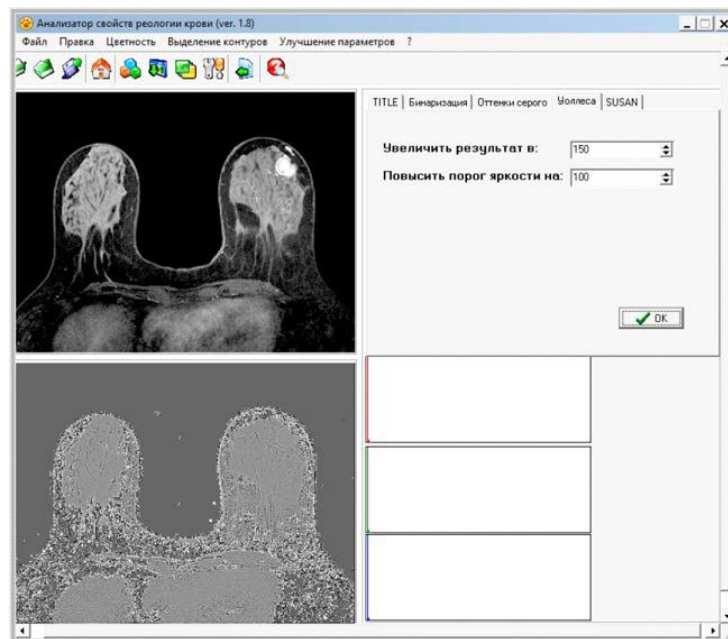 Анализатор свойств реологии крови (ver. 1.8)
Файл Правка Цветность Выделение контуров Улучшение параметров ?
TITLE Бинаризация Оттенки серого Уоллеса SUSAN
Увеличить результат в: 150
Повысить порог яркости на: 100
OK